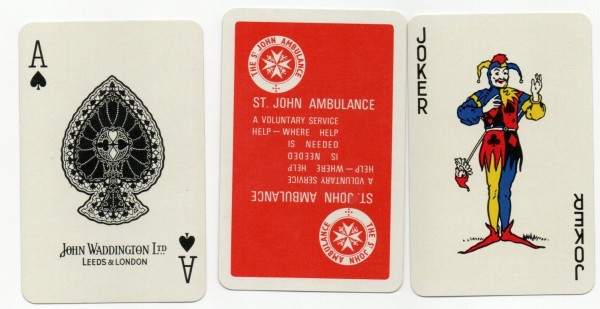 A
JOHN WADDINGTON LTD
LEEDS & LONDON
A
THE ST JOHN AMBULANCE
ST. JOHN AMBULANCE
A VOLUNTARY SERVICE
HELP – WHERE HELP
IS NEEDED
IS NEEDED
HELP – WHERE HELP
A VOLUNTARY SERVICE
ST. JOHN AMBULANCE
THE ST JOHN AMBULANCE
JOKER
JOKER